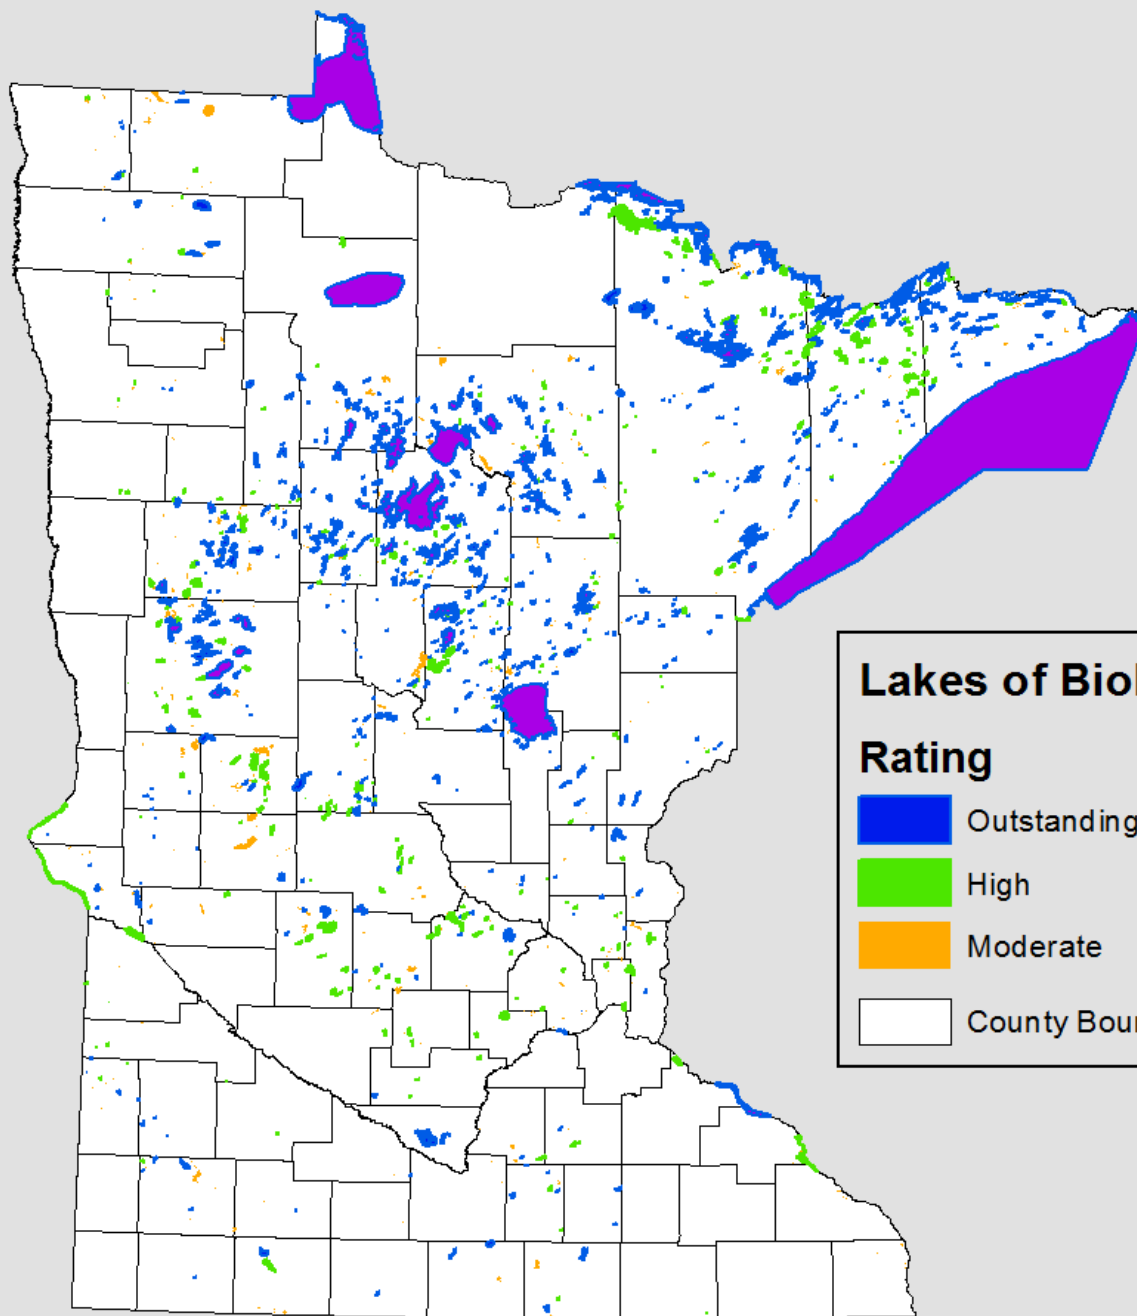 Lakes of Biol
Rating
Outstanding
High
Moderate
County Boun